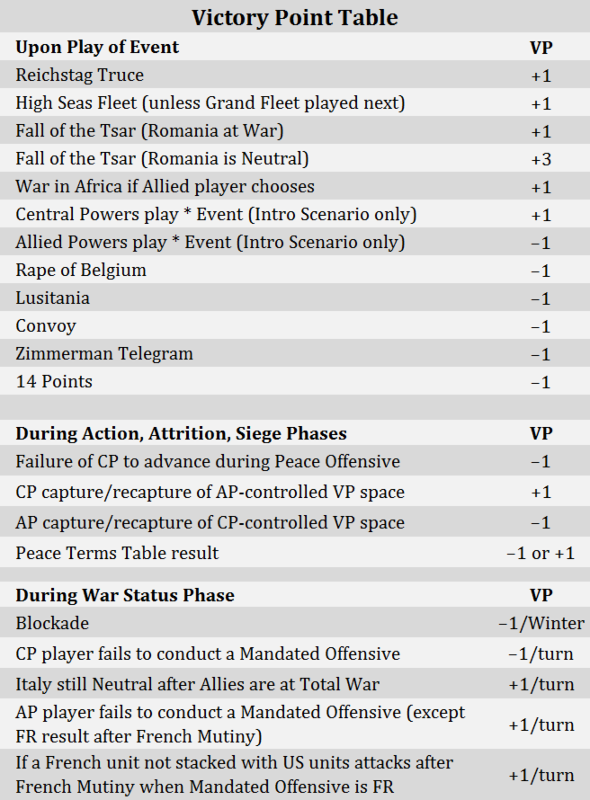 Victory Point Table
Upon Play of Event VP
Reichstag Truce +1
High Seas Fleet (unless Grand Fleet played next) +1
Fall of the Tsar (Romania at War) +1
Fall of the Tsar (Romania is Neutral) +3
War in Africa if Allied player chooses +1
Central Powers play * Event (Intro Scenario only) +1
Allied Powers play * Event (Intro Scenario only) −1
Rape of Belgium −1
Lusitania −1
Convoy −1
Zimmerman Telegram −1
14 Points −1
During Action, Attrition, Siege Phases VP
Failure of CP to advance during Peace Offensive −1
CP capture/recapture of AP-controlled VP space +1
AP capture/recapture of CP-controlled VP space −1
Peace Terms Table result −1 or +1
During War Status Phase VP
Blockade −1/Winter
CP player fails to conduct a Mandated Offensive −1/turn
Italy still Neutral after Allies are at Total War +1/turn
AP player fails to conduct a Mandated Offensive (except
FR result after French Mutiny) +1/turn
If a French unit not stacked with US units attacks after
French Mutiny when Mandated Offensive is FR +1/turn